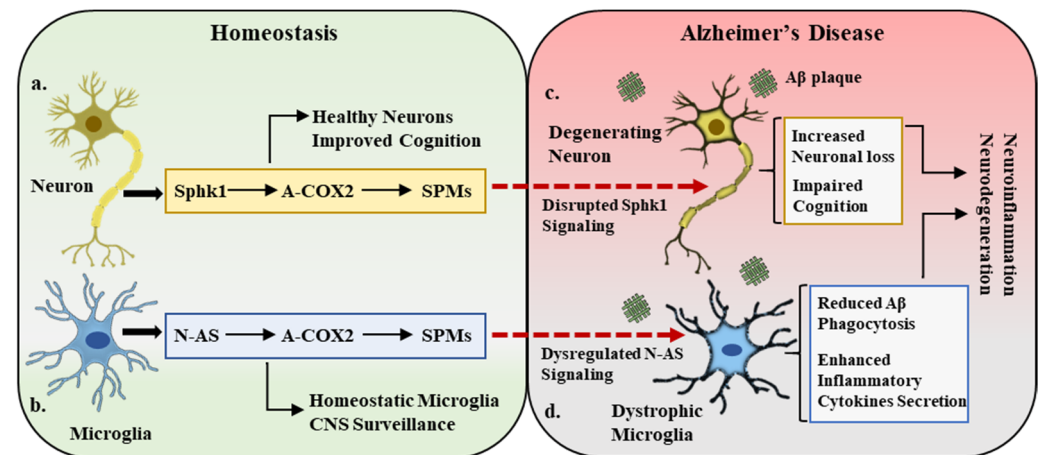 Homeostasis
a.
Neuron
Healthy Neurons
Improved Cognition
Sphk1 A-COX2 SPMs
N-AS A-COX2 SPMs
b.
Microglia
Homeostatic Microglia
CNS Surveillance
Alzheimer’s Disease
Aβ plaque
c.
Degenerating
Neuron
Disrupted Sphk1
Signaling
Increased
Neuronal loss
Impaired
Cognition
Neuroinflammation
Neurodegeneration
Dysregulated N-AS
Signaling
d.
Dystrophic
Microglia
Reduced Aβ
Phagocytosis
Enhanced
Inflammatory
Cytokines Secretion